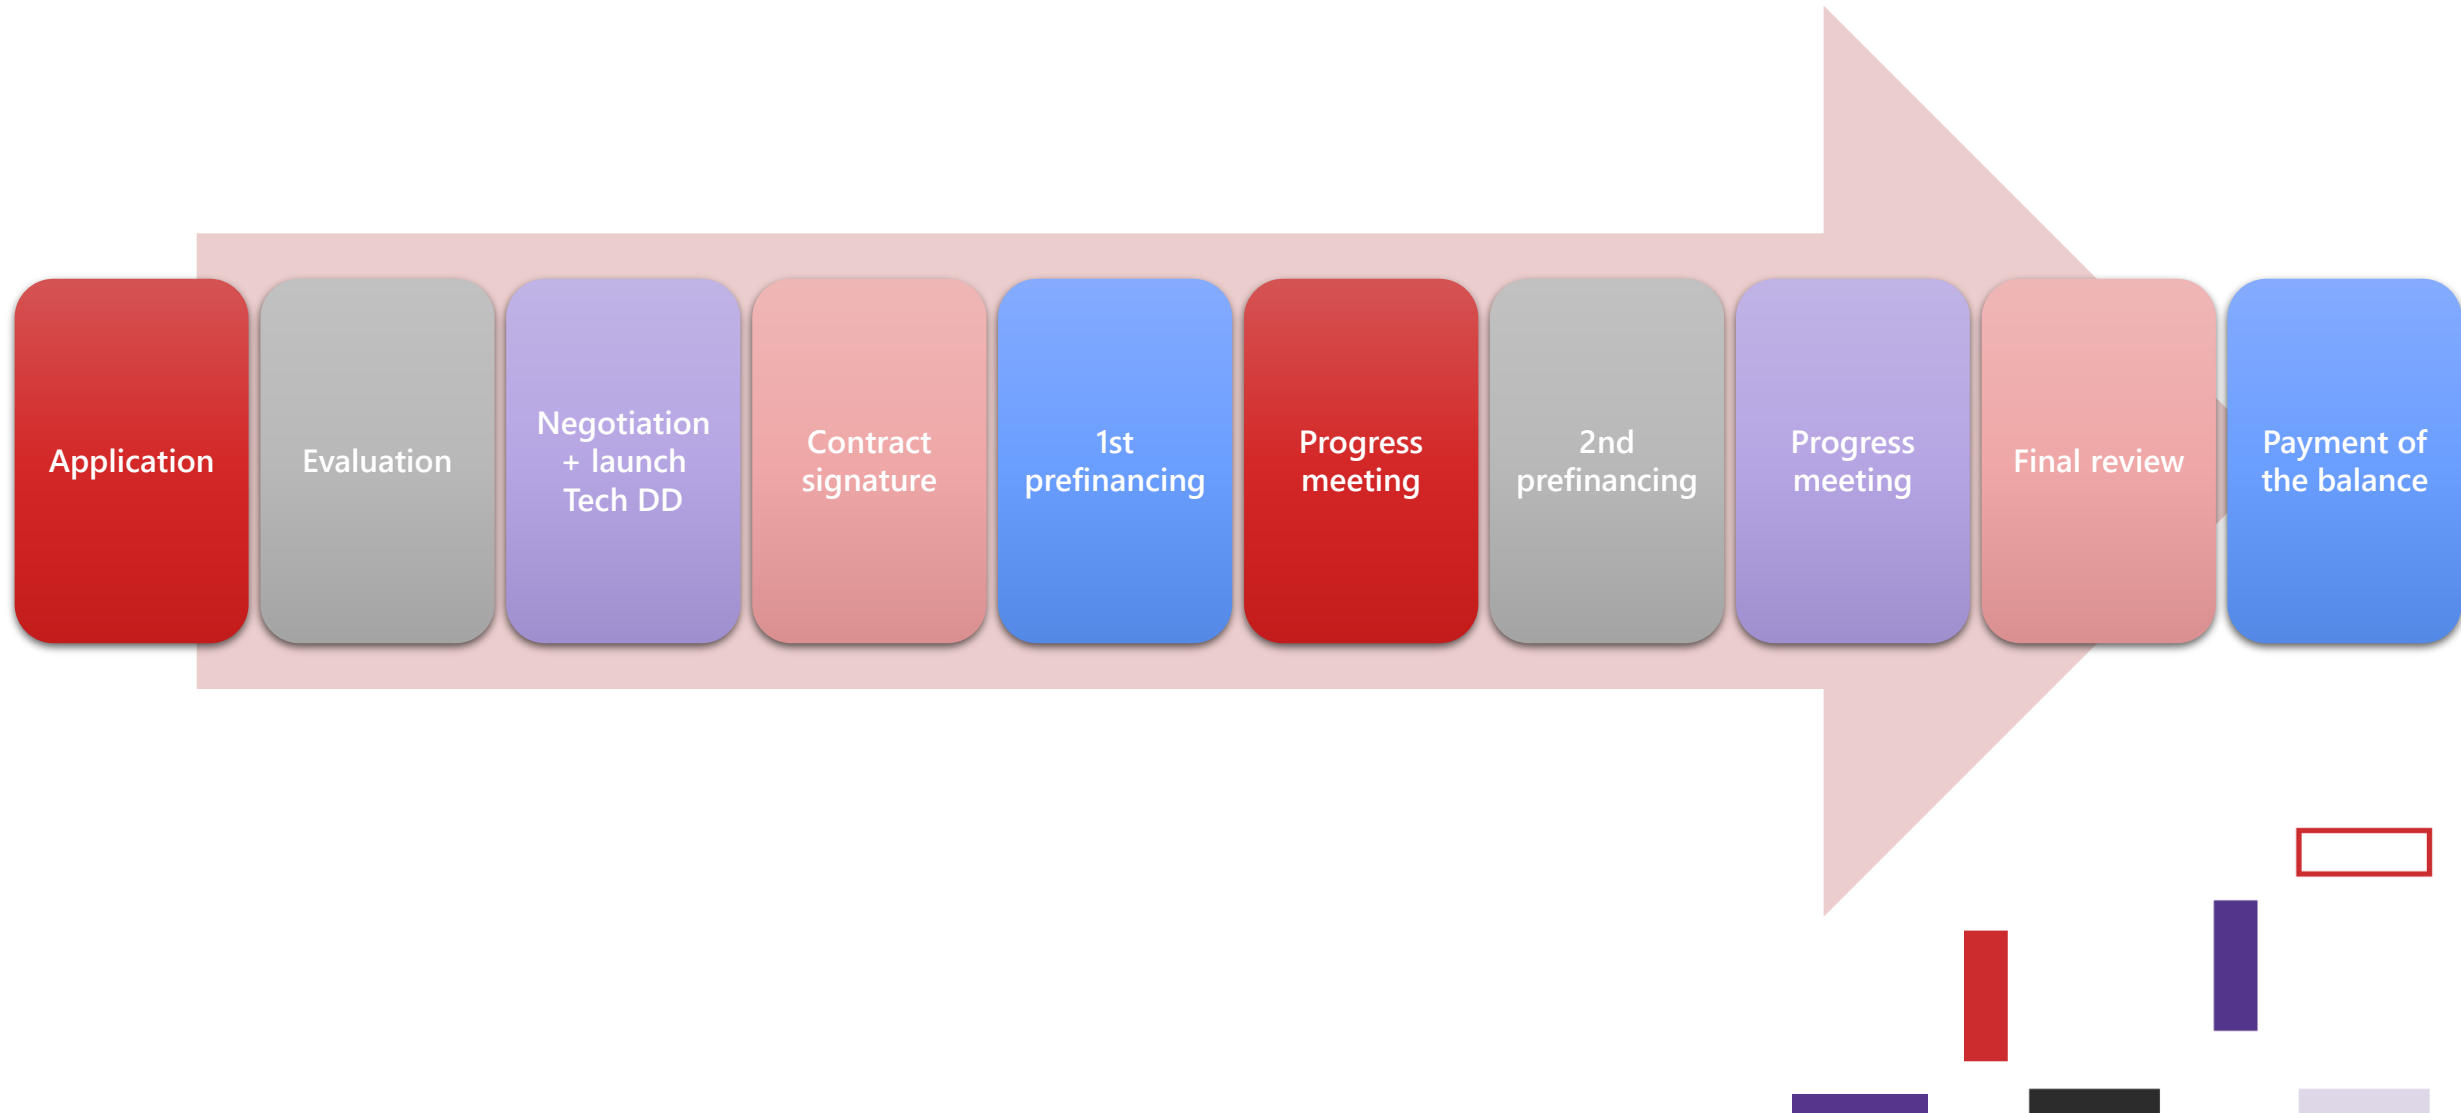 Application
Evaluation
Negotiation
+ launch
Tech DD
Contract
signature
1st
prefinancing
Progress
meeting
2nd
prefinancing
Progress
meeting
Final review
Payment of
the balance